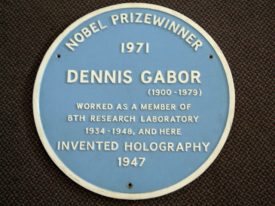 NOBEL PRIZEWINNER
1971
DENNIS GABOR
(1900-1979)
WORKED AS A MEMBER OF
BTH RESEARCH LABORATORY
1934-1948, AND HERE
INVENTED HOLOGRAPHY
1947